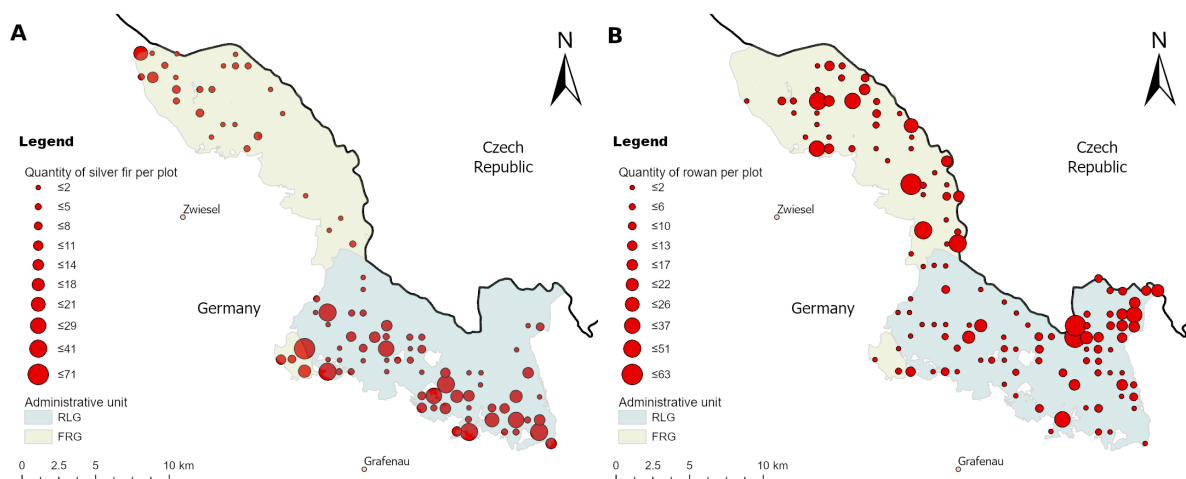 A
N
Czech
Republic
Legend
Quantity of silver fir per plot
≤2
≤5
≤8
≤11
≤14
≤18
≤21
≤29
≤41
≤71
Administrative unit
RLG
FRG
Zwiesel
Germany
Grafenau
0 2.5 5 10 km
B
N
Czech
Republic
Legend
Quantity of rowan per plot
≤2
≤6
≤10
≤13
≤17
≤22
≤26
≤37
≤51
≤63
Administrative unit
RLG
FRG
Zwiesel
Germany
Grafenau
0 2.5 5 10 km